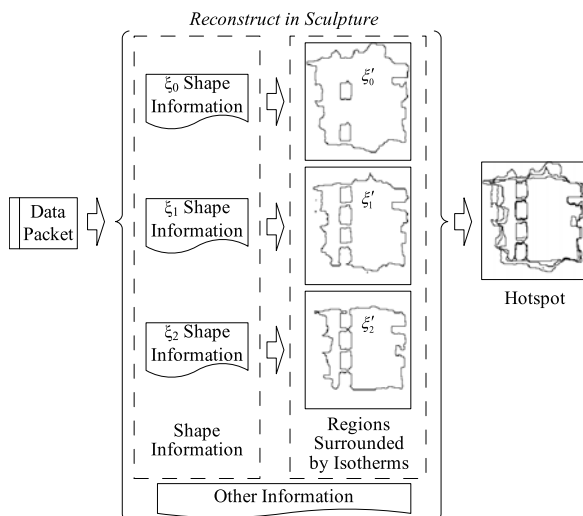 Reconstruct in Sculpture
ξ0 Shape
Information
ξ′0
ξ1 Shape
Information
ξ′1
Data
Packet
Hotspot
ξ2 Shape
Information
ξ′2
Shape
Information
Regions
Surrounded
by Isotherms
Other Information